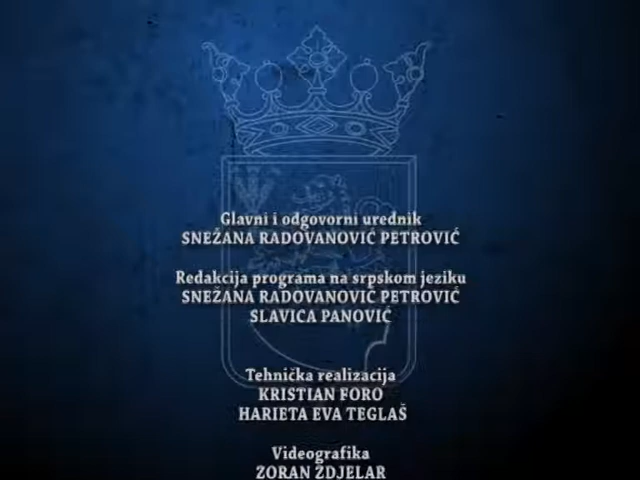 Glavni i odgovorni urednik
SNEŽANA RADOVANOVIĆ PETROVIĆ
Redakcija programa na srpskom jeziku
SNEŽANA RADOVANOVIĆ PETROVIĆ
SLAVICA PANOVIĆ
Tehnička realizacija
KRISTIAN FORO
HARIETA EVA TEGLAŠ
Videografika
ZORAN ŽDJELAR